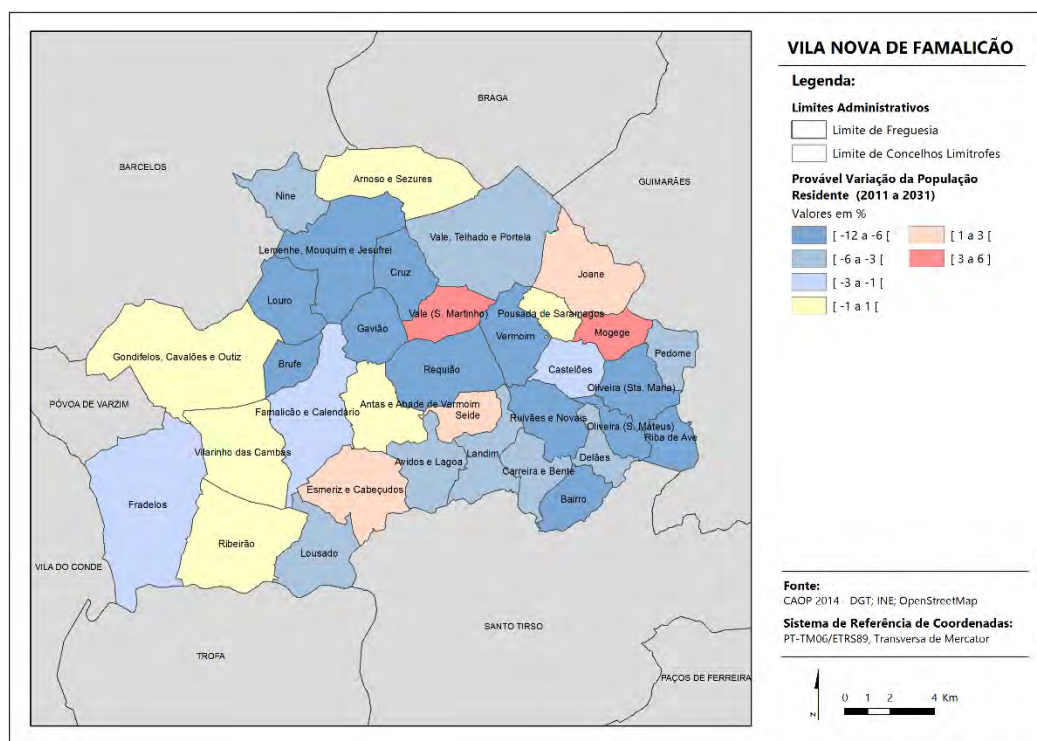 VILA NOVA DE FAMALICÃO
Legenda:
Limites Administrativos
Limite de Freguesia
Limite de Concelhos Limitrofes
Provável Variação da População
Residente (2011 a 2031)
Valores em %
[ -12 a -6 [
[ 1 a 3 [
[ -6 a -3 [
[ 3 a 6 ]
[ -3 a -1 [
[ -1 a 1 [
BRAGA
BARCELOS
GUIMARÃES
Arnoso e Sezures
Nine
Vale, Telhado e Portela
Lemenhe, Mouquim e Jesufrei
Cruz
Joane
Louro
Vale (S. Martinho)
Pousada de Saramagos
Gavião
Vermoim
Mogege
Gondifelos, Cavalões e Outiz
Pedome
Brufe
Requião
Castelões
Oliveira (Sta. Maria)
PÓVOA DE VARZIM
Famalicão e Calendário
Antas e Abade de Vermoim
Seide
Ruivães e Novais
Oliveira (S. Mateus)
Riba de Ave
Vilarinho das Cambas
Avidos e Lagoa
Landim
Delães
Carreira e Bente
Esmeriz e Cabeçudos
Bairro
Fradelos
Ribeirão
Lousado
VILA DO CONDE
SANTO TIRSO
TROFA
PAÇOS DE FERREIRA
Fonte:
CAOP 2014 - DGT; INE; OpenStreetMap
Sistema de Referência de Coordenadas:
PT-TM06/ETRS89, Transversa de Mercator
N
0 1 2 4 Km